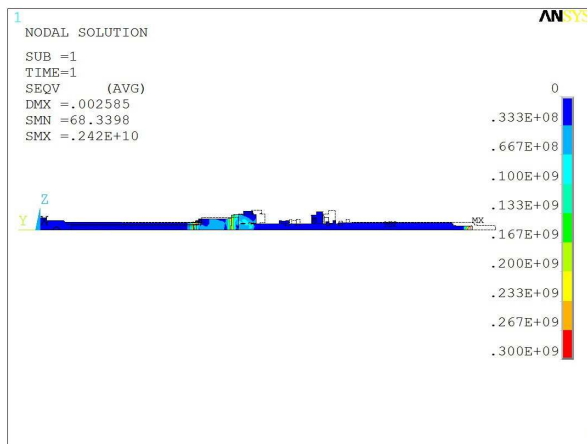 1
ANSYS
NODAL SOLUTION
SUB =1
TIME=1
SEQV (AVG)
DMX =.002585
SMN =68.3398
SMX =.242E+10
0
.333E+08
.667E+08
.100E+09
.133E+09
.167E+09
.200E+09
.233E+09
.267E+09
.300E+09
Z
Y
MX